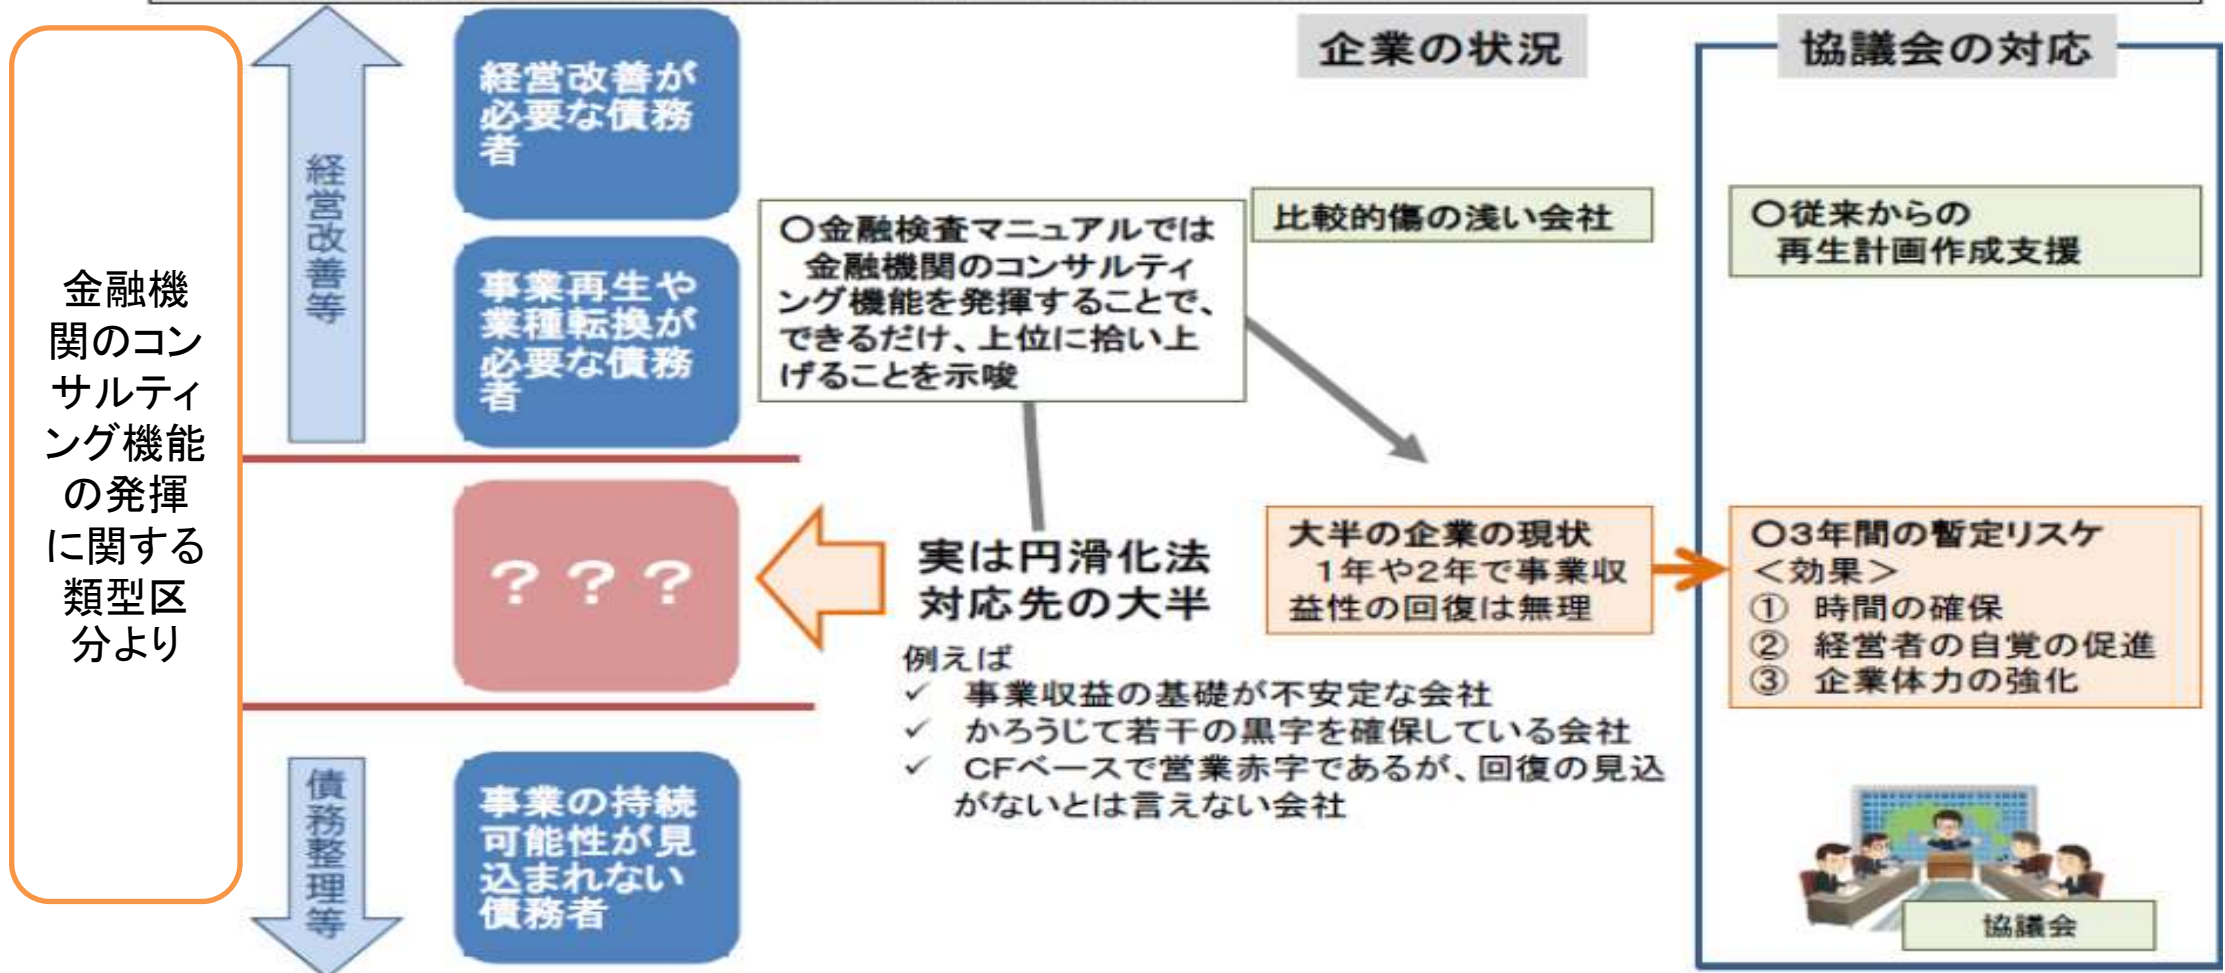 金融機
関のコン
サルティ
ング機能
の発揮
に関する
類型区
分より
経営改善等
債務整理等
経営改善が
必要な債務
者
事業再生や
業種転換が
必要な債務
者
？？？
事業の持続
可能性が見
込まれない
債務者
〇金融検査マニュアルでは
金融機関のコンサルティ
ング機能を発揮することで、
できるだけ、上位に拾い上
げることを示唆
実は円滑化法
対応先の大半
例えば
✓ 事業収益の基礎が不安定な会社
✓ かろうじて若干の黒字を確保している会社
✓ CFベースで営業赤字であるが、回復の見込
がないとは言えない会社
企業の状況
比較的傷の浅い会社
大半の企業の現状
1年や2年で事業収
益性の回復は無理
協議会の対応
〇従来からの
再生計画作成支援
〇3年間の暫定リスケ
＜効果＞
① 時間の確保
② 経営者の自覚の促進
③ 企業体力の強化
協議会